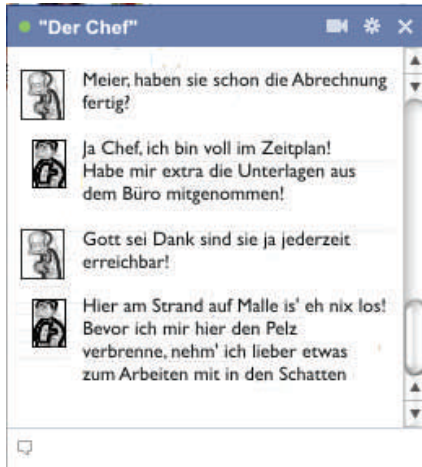 "Der Chef"
Meier, haben sie schon die Abrechnung
fertig?
Ja Chef, ich bin voll im Zeitplan!
Habe mir extra die Unterlagen aus
dem Büro mitgenommen!
Gott sei Dank sind sie ja jederzeit
erreichbar!
Hier am Strand auf Malle is' eh nix los!
Bevor ich mir hier den Pelz
verbrenne, nehm' ich lieber etwas
zum Arbeiten mit in den Schatten